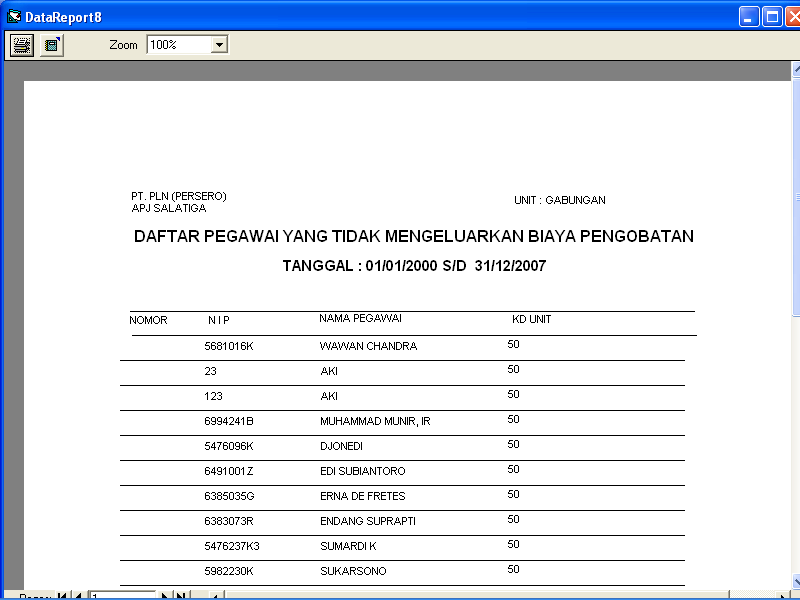 DataReport8
Zoom 100%
PT. PLN (PERSERO)
APJ SALATIGA
UNIT : GABUNGAN
DAFTAR PEGAWAI YANG TIDAK MENGELUARKAN BIAYA PENGOBATAN
TANGGAL : 01/01/2000 S/D 31/12/2007
NOMOR N I P NAMA PEGAWAI KD UNIT
5681016K WAWAN CHANDRA 50
23 AKI 50
123 AKI 50
6994241B MUHAMMAD MUNIR, IR 50
5476096K DJONEDI 50
6491001Z EDI SUBIANTORO 50
6385035G ERNA DE FRETES 50
6383073R ENDANG SUPRAPTI 50
5476237K3 SUMARDI K 50
5982230K SUKARSONO 50
Pages: 1